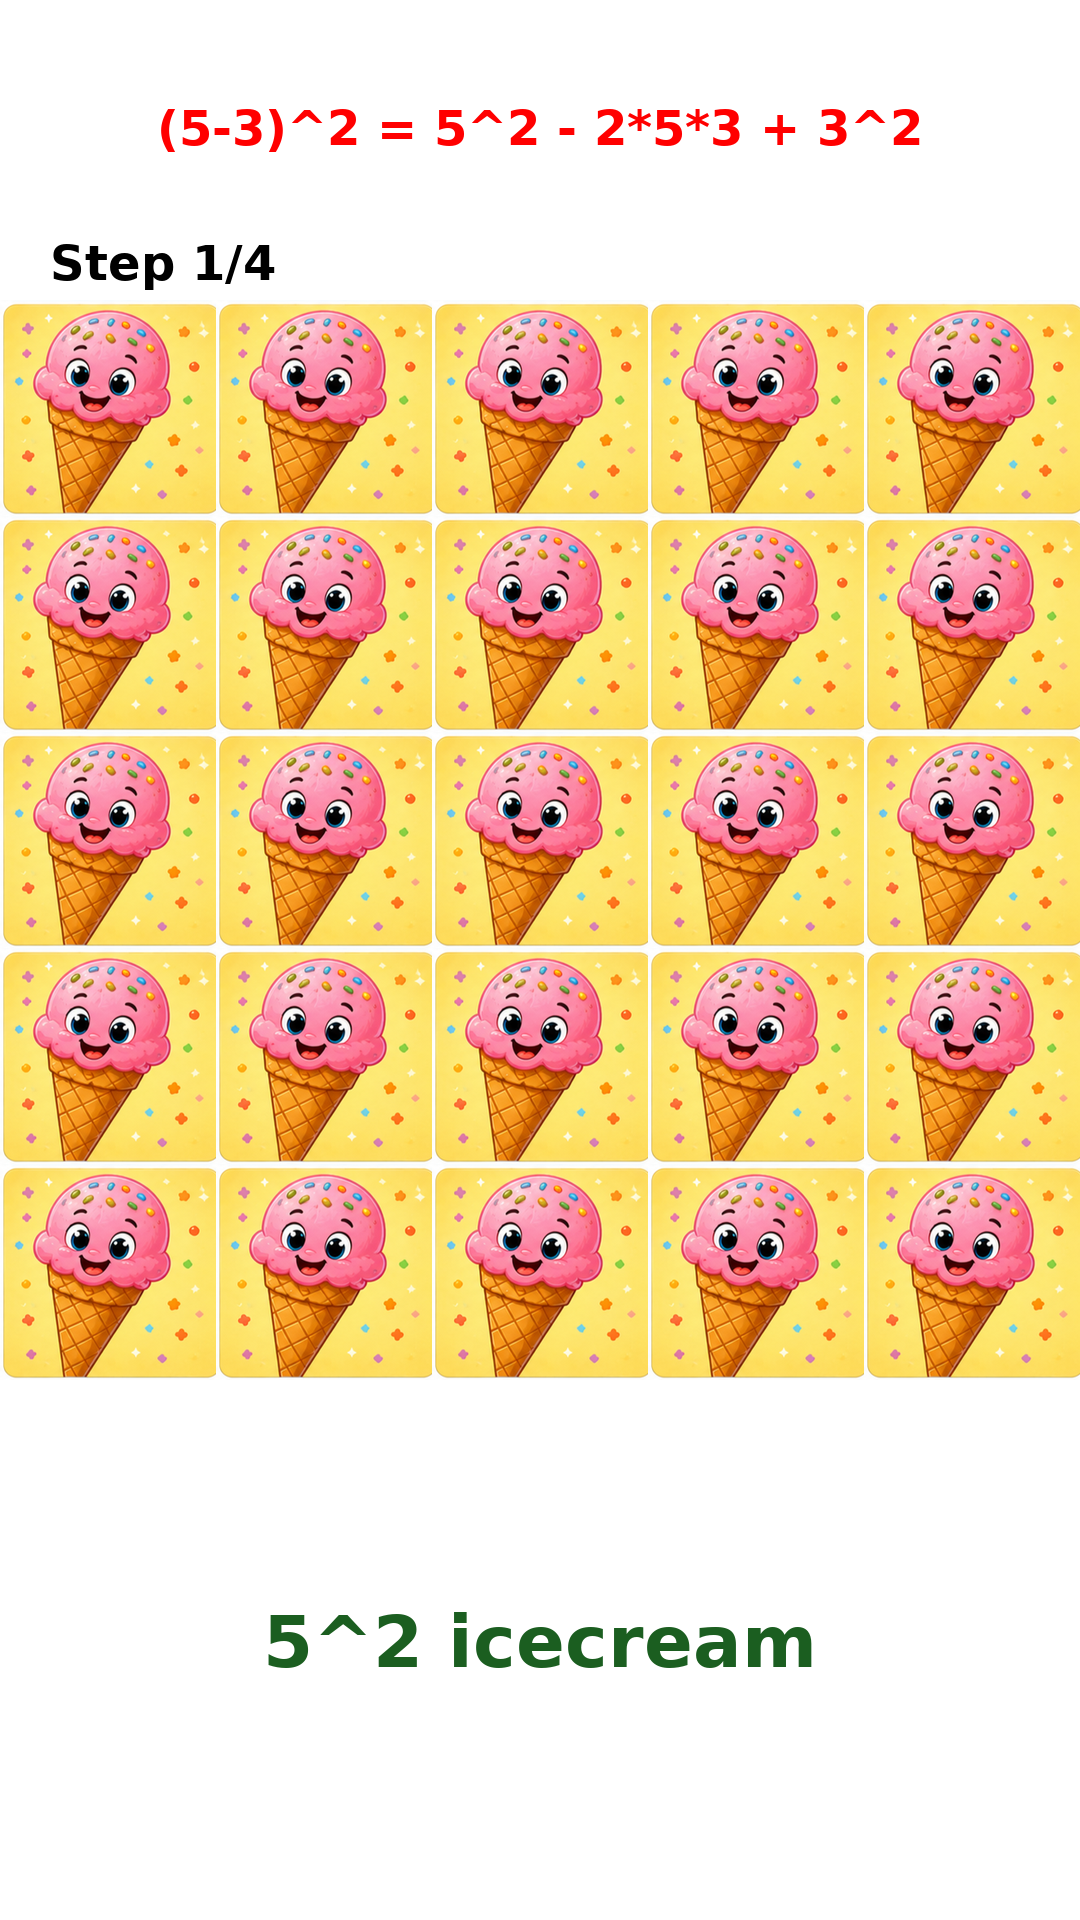 (5-3)^2 = 5^2 - 2*5*3 + 3^2
Step 1/4
5^2 icecream